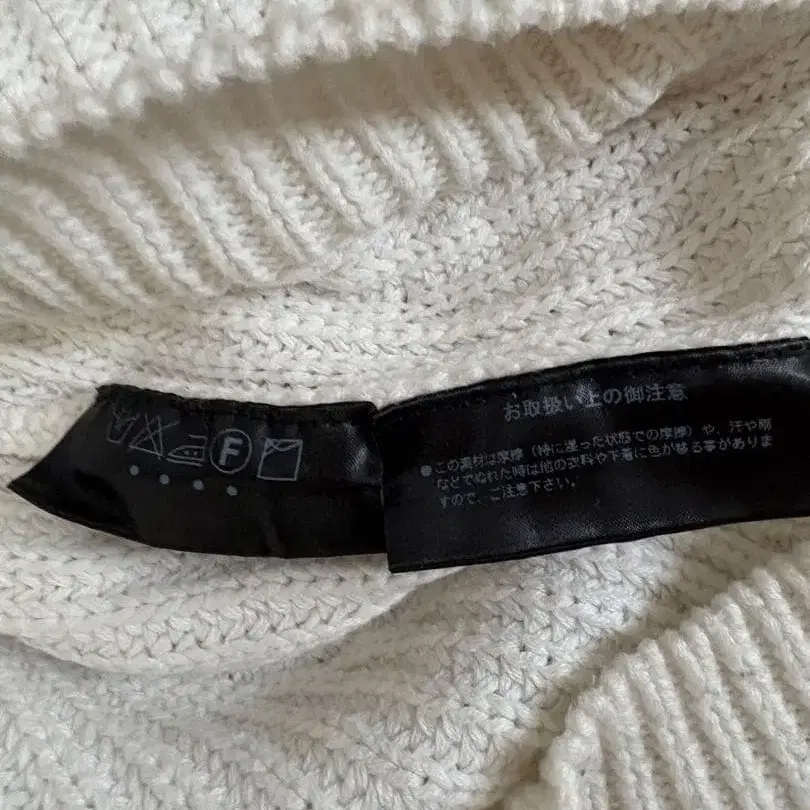 F
お取扱い上の御注意
●この素材は摩擦（特に湿った状態での摩擦）や、汗や雨
などでぬれた時は他の衣料や下着に色が移る事がありま
すので、ご注意下さい。